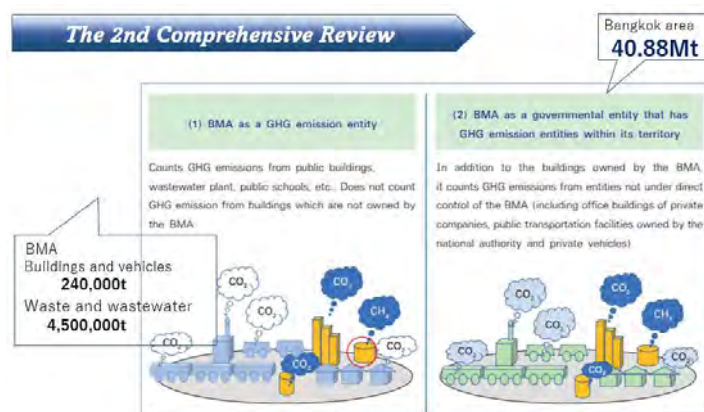 The 2nd Comprehensive Review
Bangkok area
40.88Mt
(1) BMA as a GHG emission entity
Counts GHG emissions from public buildings,
wastewater plant, public schools, etc.. Does not count
GHG emission from buildings which are not owned by
the BMA
BMA
Buildings and vehicles
240,000t
Waste and wastewater
4,500,000t
CO2
CO2
CO2
CO2
CH4
CO2
CO2
(2) BMA as a governmental entity that has
GHG emission entities within its territory
In addition to the buildings owned by the BMA,
it counts GHG emissions from entities not under direct
control of the BMA (including office buildings of private
companies, public transportation facilities owned by the
national authority and private vehicles)
CO2
CO2
CO2
CH4
CO2
CO2
CO2